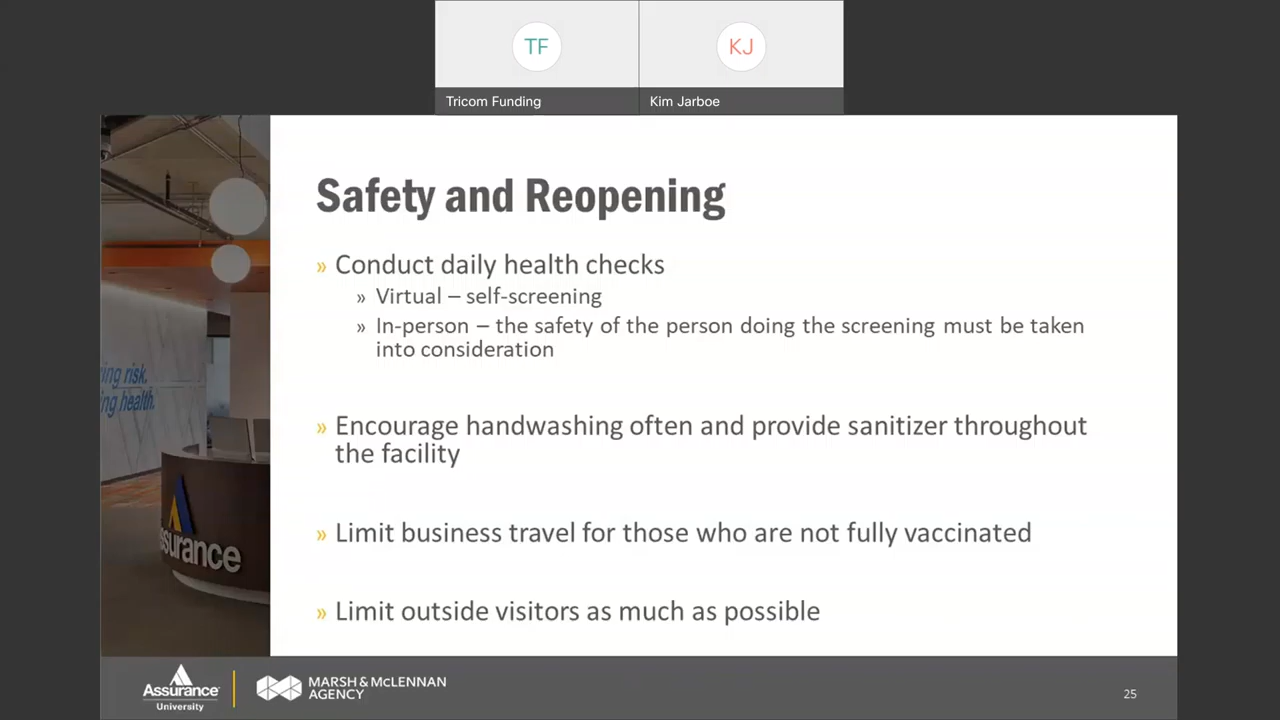 TF
KJ
Tricom Funding
Kim Jarboe
Safety and Reopening
» Conduct daily health checks
» Virtual – self-screening
» In-person – the safety of the person doing the screening must be taken
into consideration
» Encourage handwashing often and provide sanitizer throughout
the facility
» Limit business travel for those who are not fully vaccinated
» Limit outside visitors as much as possible
risk.
health.
Assurance
University
MARSH & McLENNAN
AGENCY
25